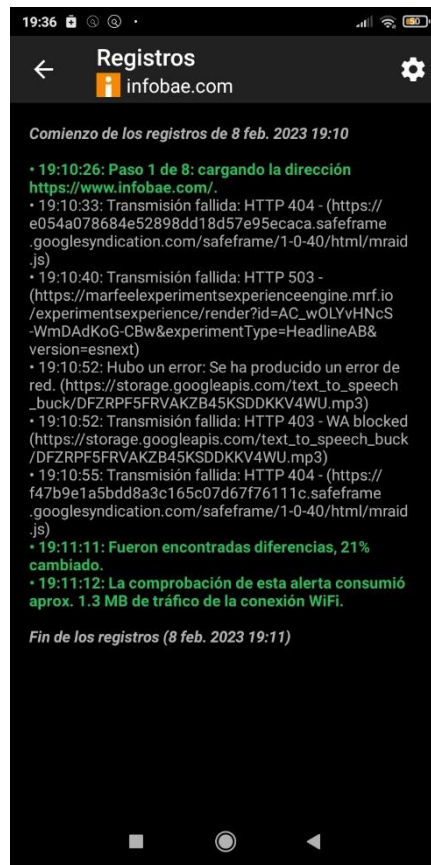 19:36
50
Registros
infobae.com
Comienzo de los registros de 8 feb. 2023 19:10
• 19:10:26: Paso 1 de 8: cargando la dirección
https://www.infobae.com/.
• 19:10:33: Transmisión fallida: HTTP 404 - (https://
e054a078684e52898dd18d57e95ecaca.safeframe
.googlesyndication.com/safeframe/1-0-40/html/mraid
.js)
• 19:10:40: Transmisión fallida: HTTP 503 -
(https://marfeelexperimentsexperienceengine.mrf.io
/experimentsexperience/render?id=AC_wOLYvHNcS
-WmDAdKoG-CBw&experimentType=HeadlineAB&
version=esnext)
• 19:10:52: Hubo un error: Se ha producido un error de
red. (https://storage.googleapis.com/text_to_speech
_buck/DFZRPF5FRVAKZB45KSDDKKV4WU.mp3)
• 19:10:52: Transmisión fallida: HTTP 403 - WA blocked
(https://storage.googleapis.com/text_to_speech_buck
/DFZRPF5FRVAKZB45KSDDKKV4WU.mp3)
• 19:10:55: Transmisión fallida: HTTP 404 - (https://
f47b9e1a5bdd8a3c165c07d67f76111c.safeframe
.googlesyndication.com/safeframe/1-0-40/html/mraid
.js)
• 19:11:11: Fueron encontradas diferencias, 21%
cambiado.
• 19:11:12: La comprobación de esta alerta consumió
aprox. 1.3 MB de tráfico de la conexión WiFi.
Fin de los registros (8 feb. 2023 19:11)